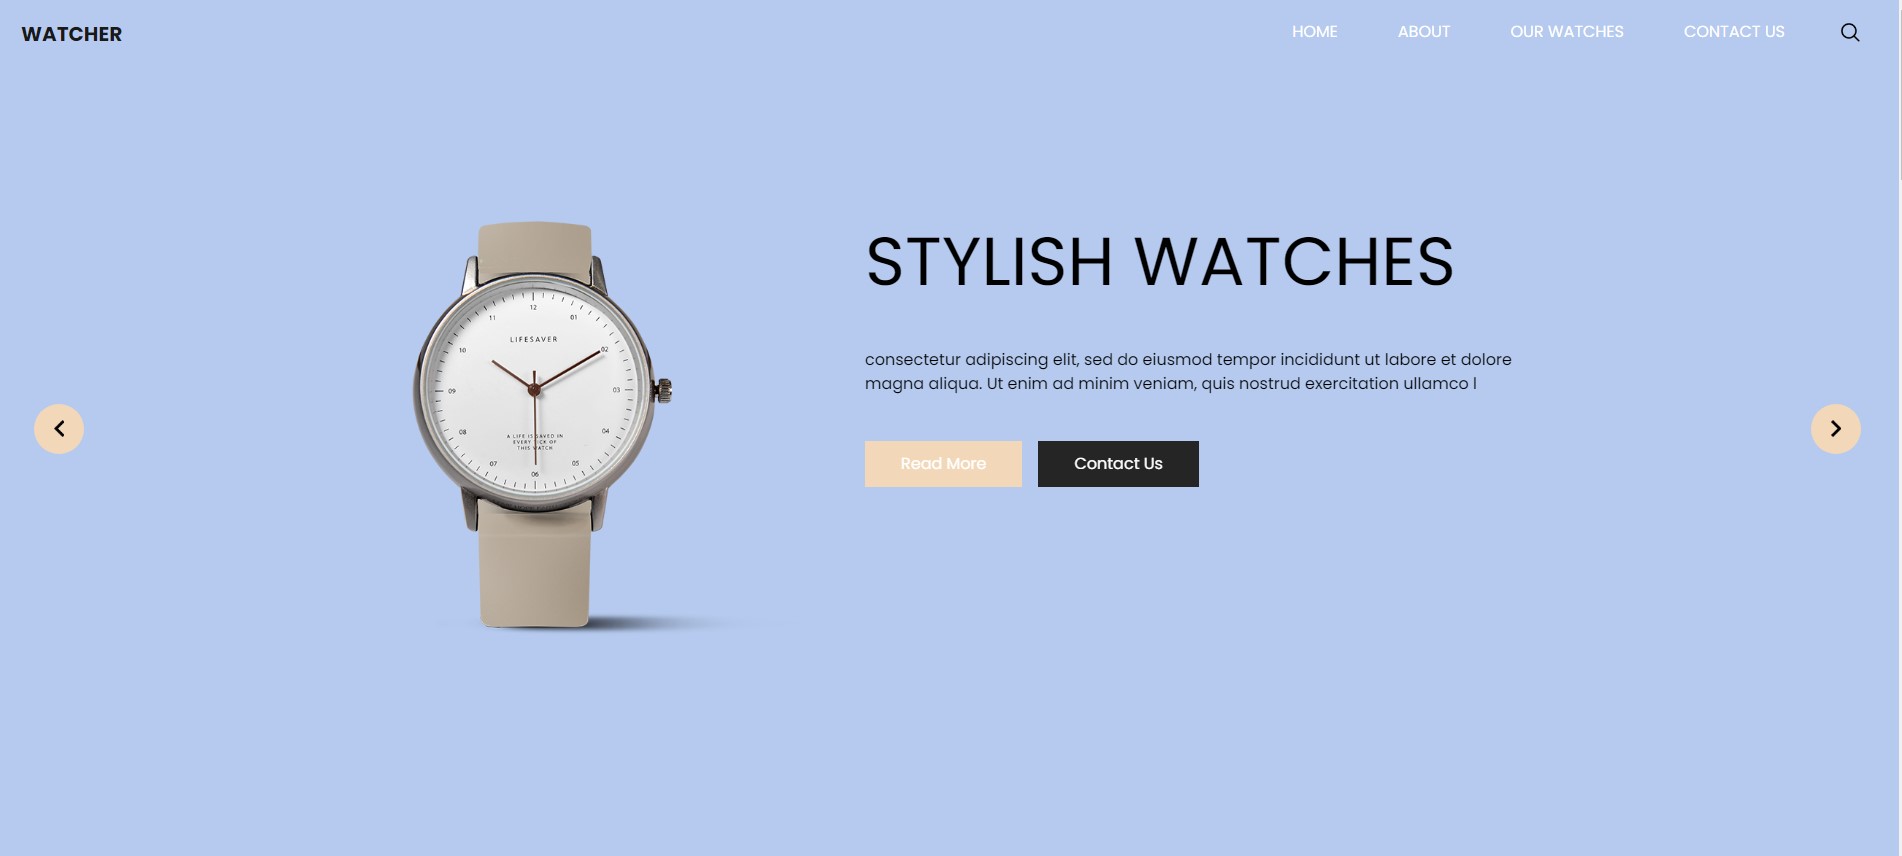 WATCHER
HOME ABOUT OUR WATCHES CONTACT US
STYLISH WATCHES
consectetur adipiscing elit, sed do eiusmod tempor incididunt ut labore et dolore
magna aliqua. Ut enim ad minim veniam, quis nostrud exercitation ullamco l
Read More Contact Us
12
11 01
LIFESAVER
10 02
09 03
08 04
A LIFE IS SAVED IN
EVERY TICK OF
THIS WATCH
07 05
06